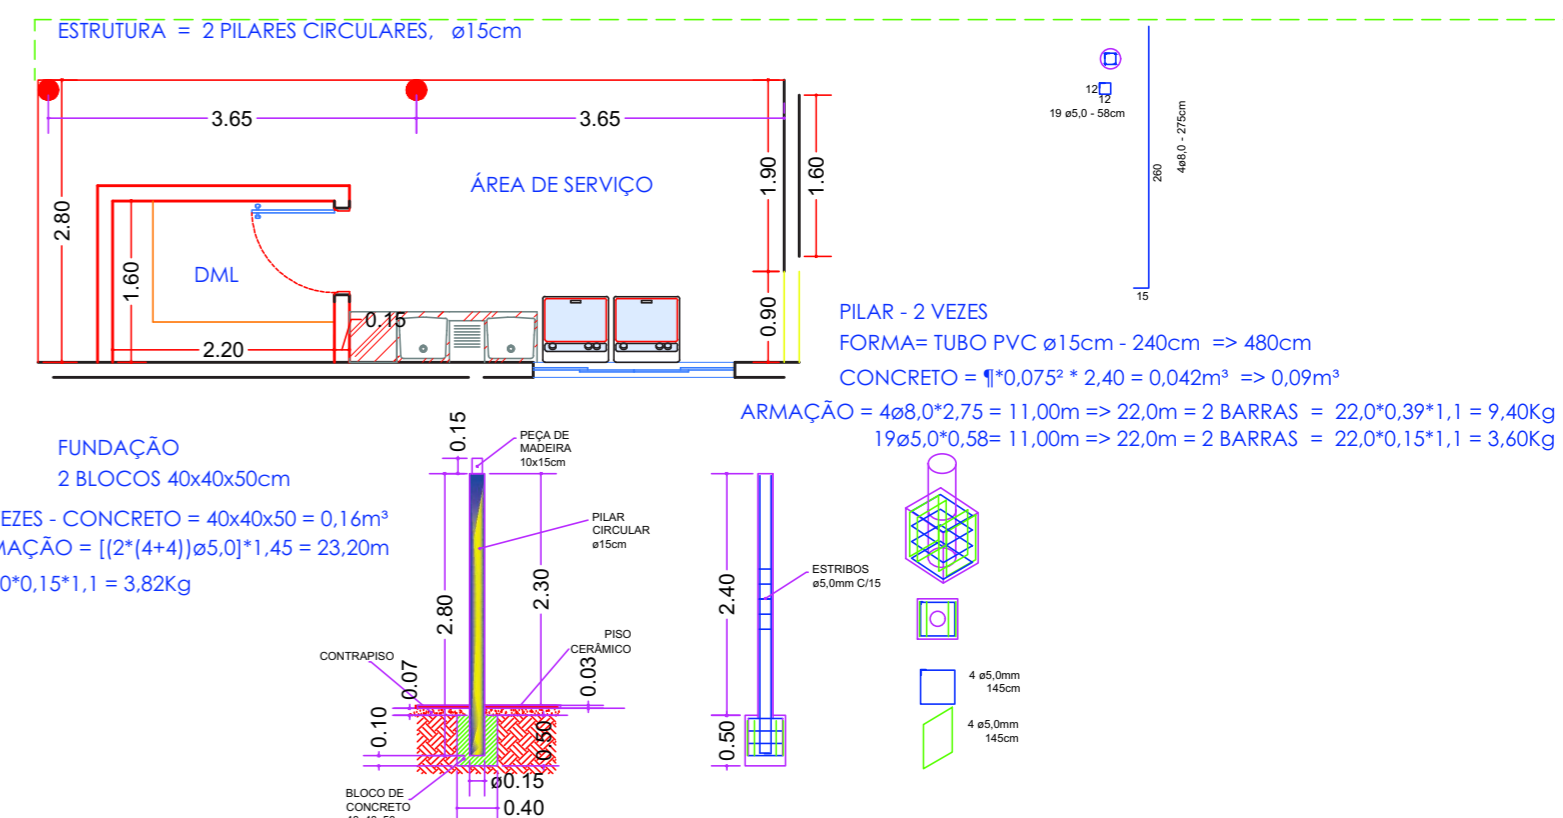 ESTRUTURA = 2 PILARES CIRCULARES, ø15cm
3.65
3.65
2.80
1.60
2.20
DML
0.15
ÁREA DE SERVIÇO
1.90
0.90
1.60
12
12
19 ø5,0 - 58cm
260
4ø8,0 - 275cm
15
PILAR - 2 VEZES
FORMA= TUBO PVC ø15cm - 240cm => 480cm
CONCRETO = ¶*0,075² * 2,40 = 0,042m³ => 0,09m³
ARMAÇÃO = 4ø8,0*2,75 = 11,00m => 22,0m = 2 BARRAS = 22,0*0,39*1,1 = 9,40Kg
19ø5,0*0,58= 11,00m => 22,0m = 2 BARRAS = 22,0*0,15*1,1 = 3,60Kg
FUNDAÇÃO
2 BLOCOS 40x40x50cm
EZES - CONCRETO = 40x40x50 = 0,16m³
MAÇÃO = [(2*(4+4))ø5,0]*1,45 = 23,20m
0*0,15*1,1 = 3,82Kg
0.15
PEÇA DE
MADEIRA
10x15cm
PILAR
CIRCULAR
ø15cm
2.80
2.30
PISO
CERÂMICO
CONTRAPISO
0.07
0.03
0.10
0.50
ø0.15
0.40
BLOCO DE
CONCRETO
2.40
0.50
ESTRIBOS
ø5,0mm C/15
4 ø5,0mm
145cm
4 ø5,0mm
145cm